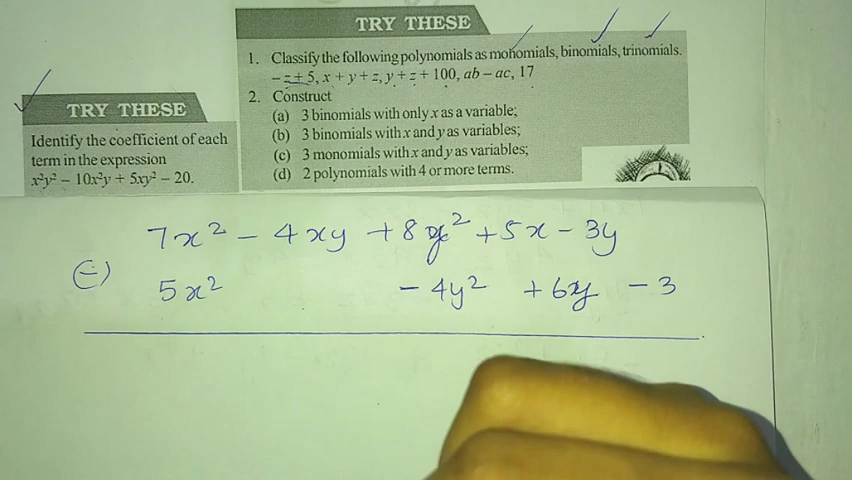 TRY THESE
1. Classify the following polynomials as monomials, binomials, trinomials.
– z + 5, x + y + z, y + z + 100, ab – ac, 17
2. Construct
(a) 3 binomials with only x as a variable;
(b) 3 binomials with x and y as variables;
(c) 3 monomials with x and y as variables;
(d) 2 polynomials with 4 or more terms.
TRY THESE
Identify the coefficient of each
term in the expression
x²y² – 10x²y + 5xy² – 20.
7x² – 4xy + 8y² + 5x – 3y
(–) 5x² – 4y² + 6y – 3